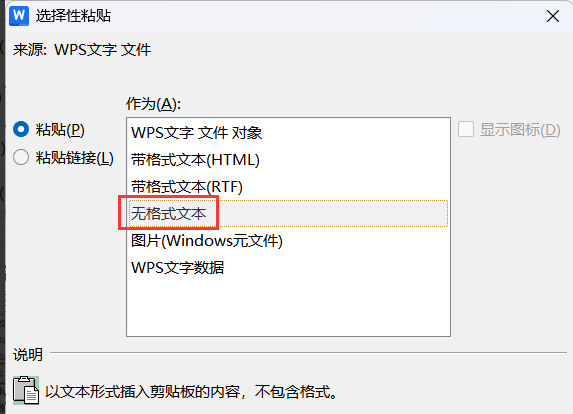 选择性粘贴
来源: WPS文字 文件
作为(A):
粘贴(P)
粘贴链接(L)
WPS文字 文件 对象
带格式文本(HTML)
带格式文本(RTF)
无格式文本
图片(Windows元文件)
WPS文字数据
显示图标(D)
说明
以文本形式插入剪贴板的内容，不包含格式。